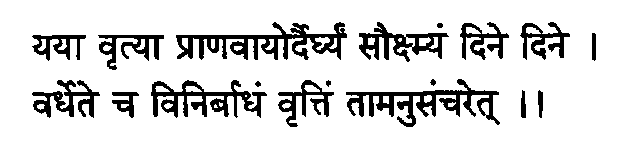 यया वृत्या प्राणवायोर्दैर्घ्यं सौक्ष्म्यं दिने दिने ।
वर्धेते च विनिर्बाधं वृत्तिं तामनुसंचरेत् ।।